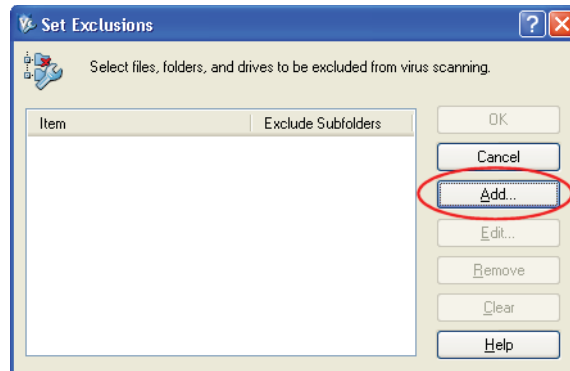 Set Exclusions
Select files, folders, and drives to be excluded from virus scanning.
Item Exclude Subfolders
OK
Cancel
Add...
Edit...
Remove
Clear
Help